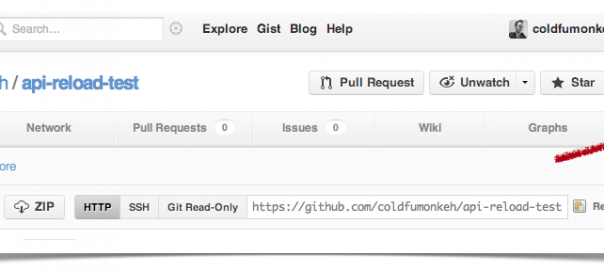 Search... Explore Gist Blog Help coldfumonkeh
h / api-reload-test Pull Request Unwatch Star
Network Pull Requests 0 Issues 0 Wiki Graphs
ore
ZIP HTTP SSH Git Read-Only https://github.com/coldfumonkeh/api-reload-test Re